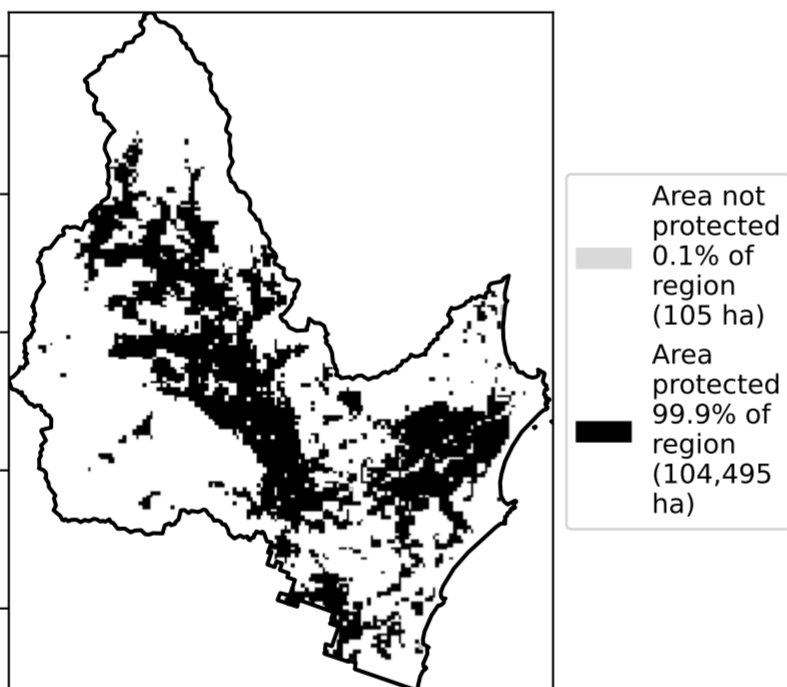 Area not
protected
0.1% of
region
(105 ha)
Area
protected
99.9% of
region
(104,495
ha)